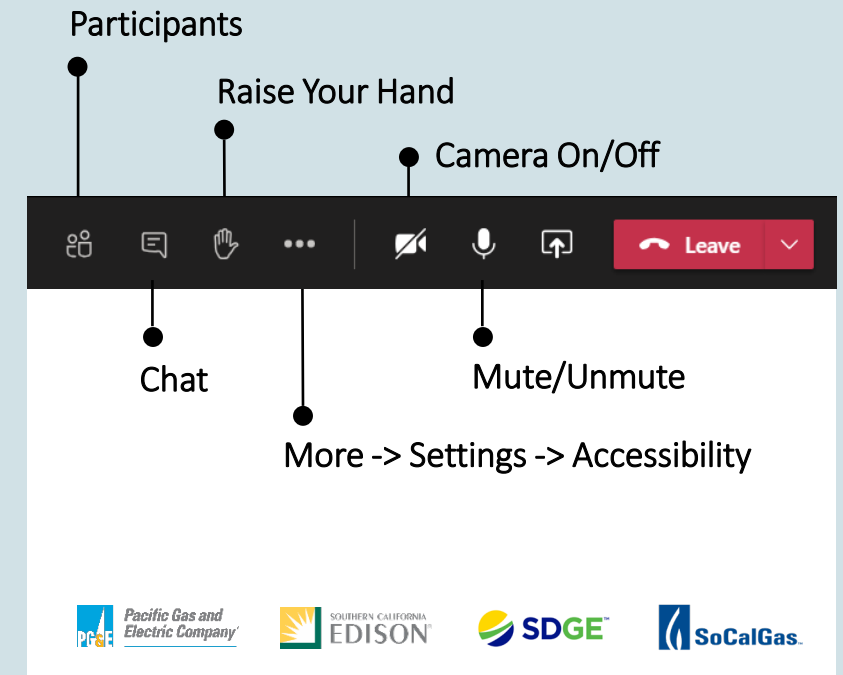 Participants
Raise Your Hand
Camera On/Off
Leave
Chat
Mute/Unmute
More -> Settings -> Accessibility
PG&E
Pacific Gas and
Electric Company
SOUTHERN CALIFORNIA
EDISON
SDGE™
SoCalGas